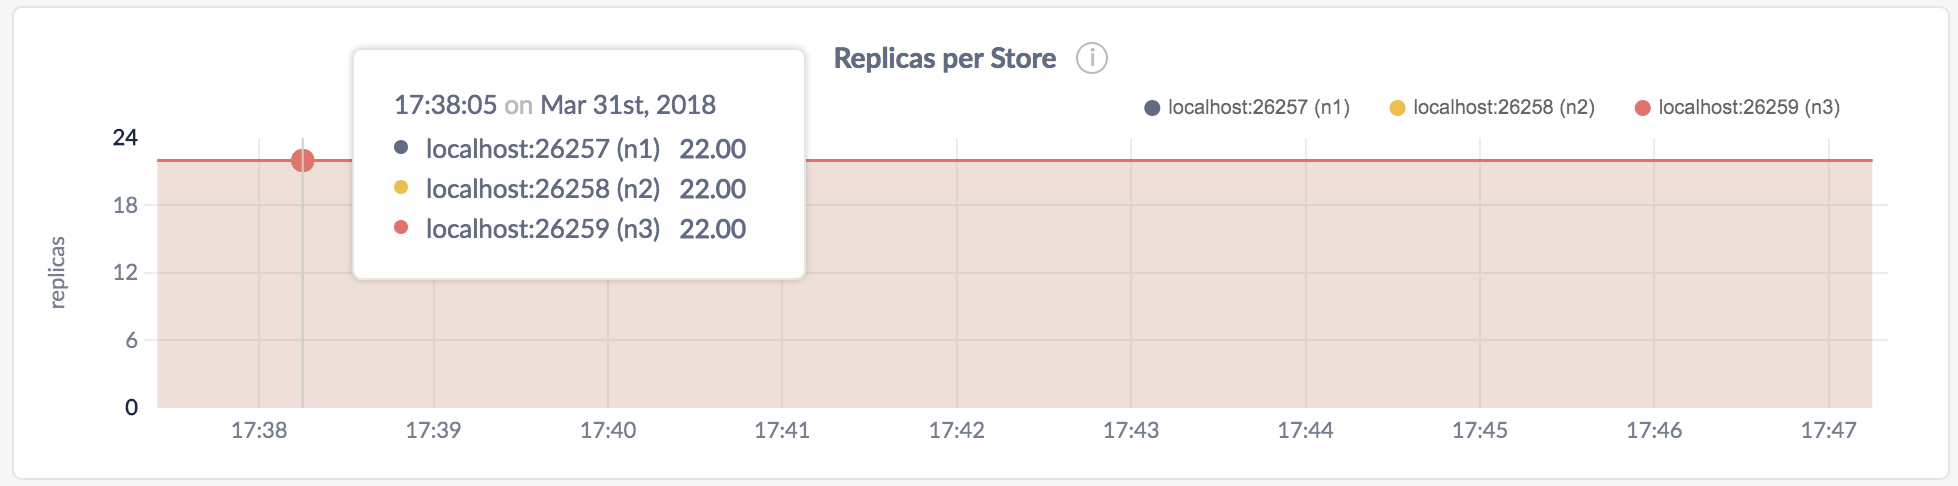 Replicas per Store
17:38:05 on Mar 31st, 2018
localhost:26257 (n1) 22.00
localhost:26258 (n2) 22.00
localhost:26259 (n3) 22.00
localhost:26257 (n1) localhost:26258 (n2) localhost:26259 (n3)
replicas
24
18
12
6
0
17:38 17:39 17:40 17:41 17:42 17:43 17:44 17:45 17:46 17:47